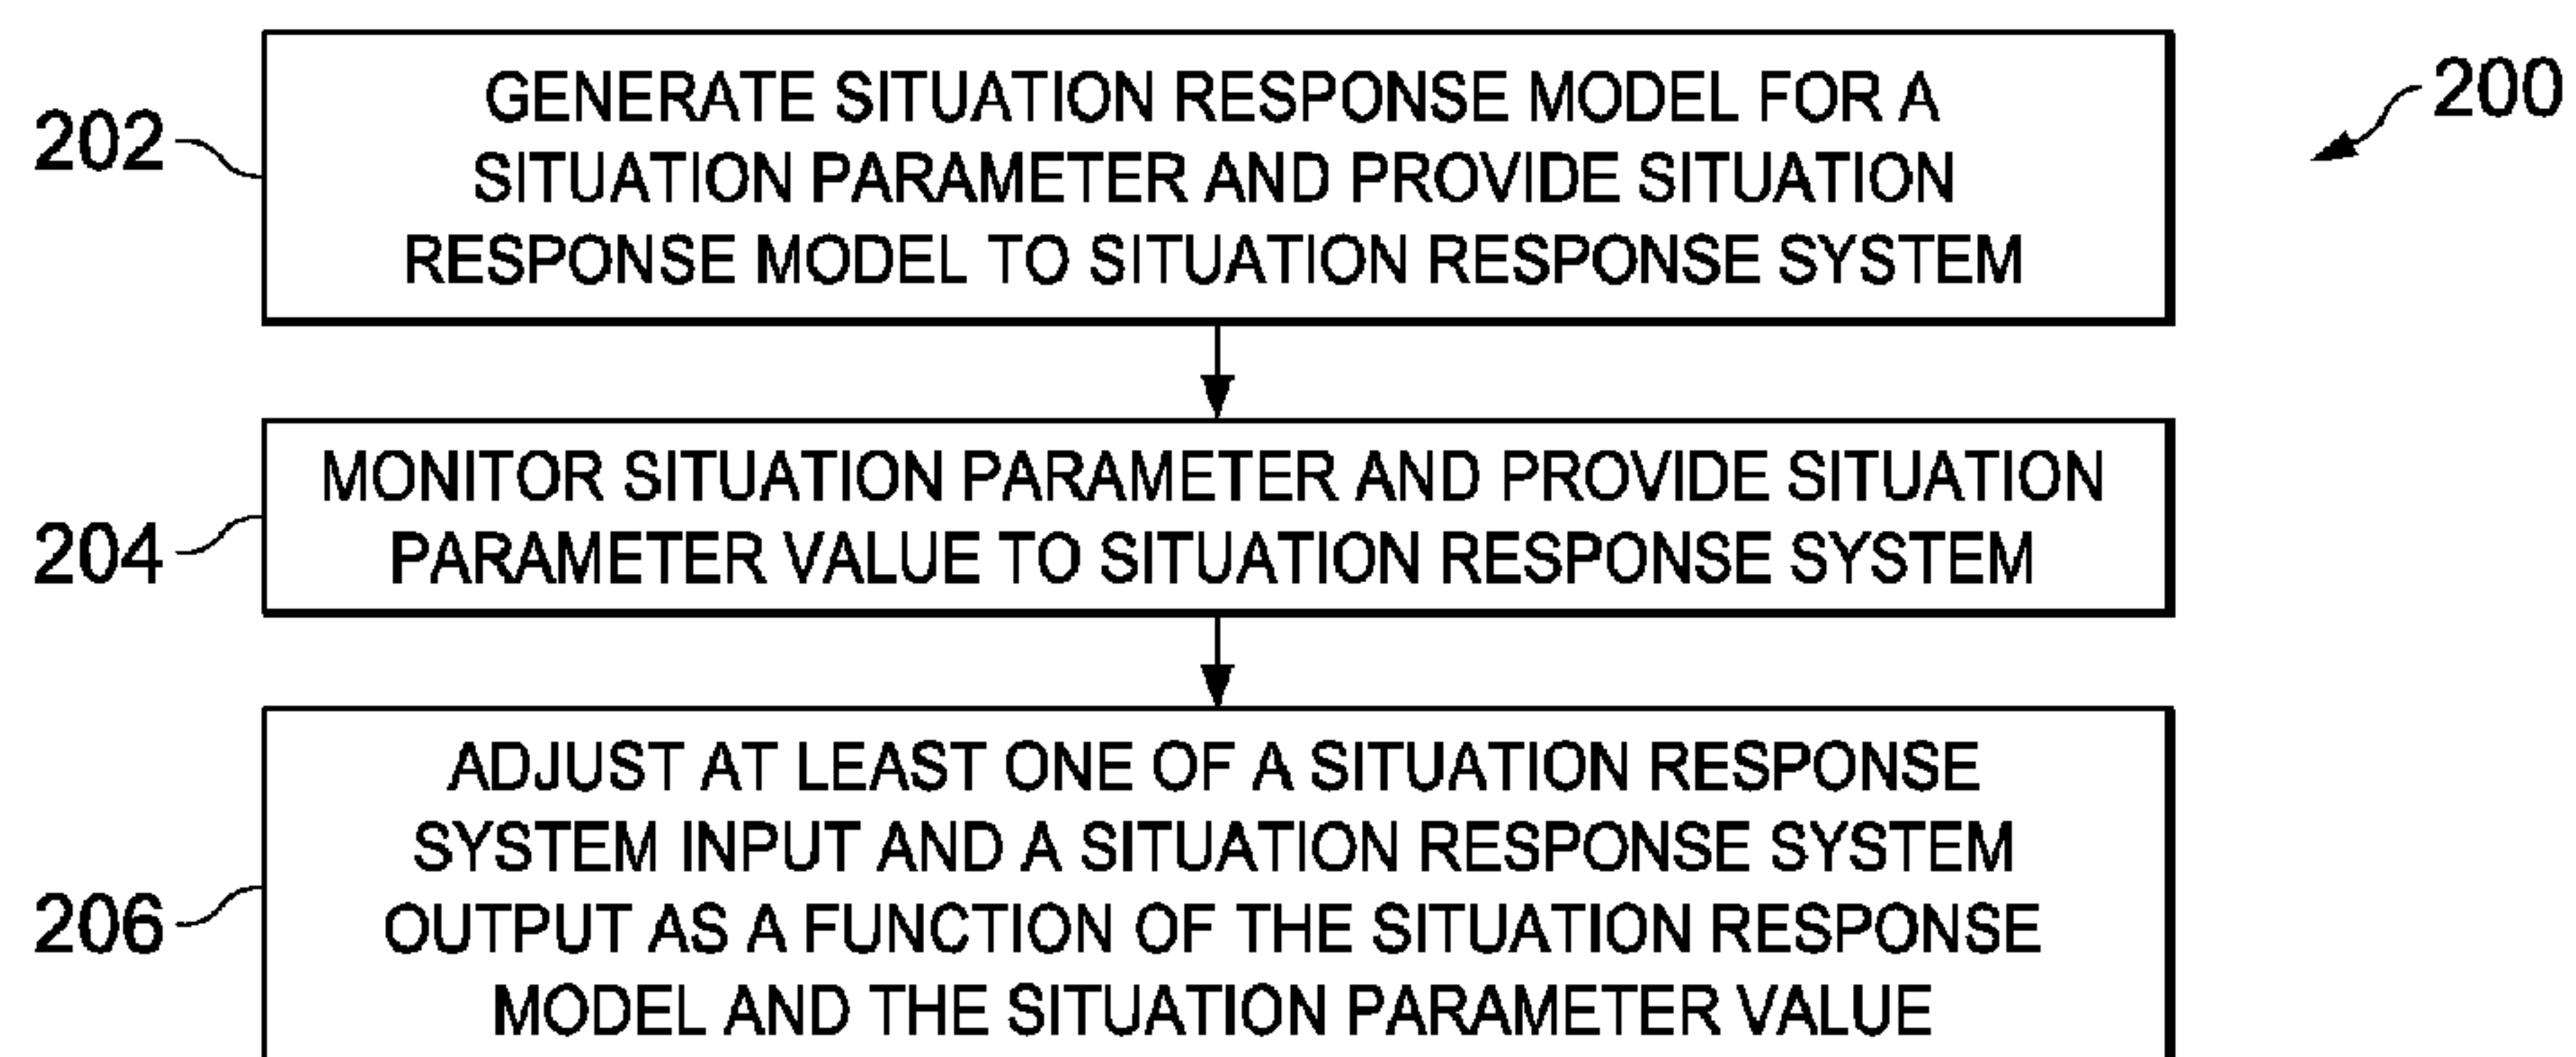 200
202
GENERATE SITUATION RESPONSE MODEL FOR A
SITUATION PARAMETER AND PROVIDE SITUATION
RESPONSE MODEL TO SITUATION RESPONSE SYSTEM
204
MONITOR SITUATION PARAMETER AND PROVIDE SITUATION
PARAMETER VALUE TO SITUATION RESPONSE SYSTEM
206
ADJUST AT LEAST ONE OF A SITUATION RESPONSE
SYSTEM INPUT AND A SITUATION RESPONSE SYSTEM
OUTPUT AS A FUNCTION OF THE SITUATION RESPONSE
MODEL AND THE SITUATION PARAMETER VALUE